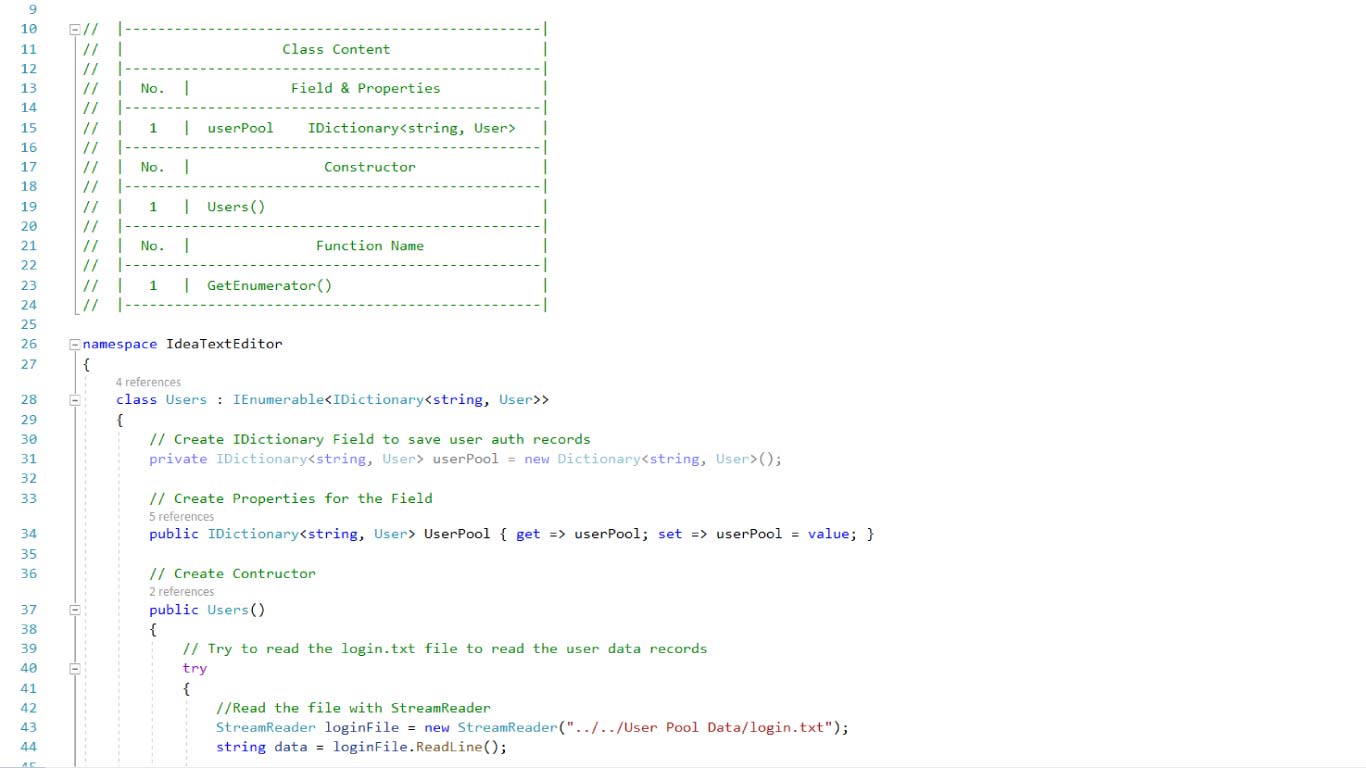 9
10 // |--------------------------------------------------|
11 // | Class Content |
12 // |--------------------------------------------------|
13 // | No. | Field & Properties |
14 // |--------------------------------------------------|
15 // | 1 | userPool IDictionary<string, User> |
16 // |--------------------------------------------------|
17 // | No. | Constructor |
18 // |--------------------------------------------------|
19 // | 1 | Users() |
20 // |--------------------------------------------------|
21 // | No. | Function Name |
22 // |--------------------------------------------------|
23 // | 1 | GetEnumerator() |
24 // |--------------------------------------------------|
25
26 namespace IdeaTextEditor
27 {
4 references
28 class Users : IEnumerable<IDictionary<string, User>>
29 {
30 // Create IDictionary Field to save user auth records
31 private IDictionary<string, User> userPool = new Dictionary<string, User>();
32
33 // Create Properties for the Field
5 references
34 public IDictionary<string, User> UserPool { get => userPool; set => userPool = value; }
35
36 // Create Contructor
2 references
37 public Users()
38 {
39 // Try to read the login.txt file to read the user data records
40 try
41 {
42 //Read the file with StreamReader
43 StreamReader loginFile = new StreamReader("../../User Pool Data/login.txt");
44 string data = loginFile.ReadLine();